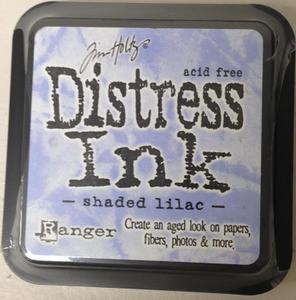 Tim Holtz®
acid free
Distress
Ink
— shaded lilac —
Ranger
Create an aged look on papers,
fibers, photos & more.